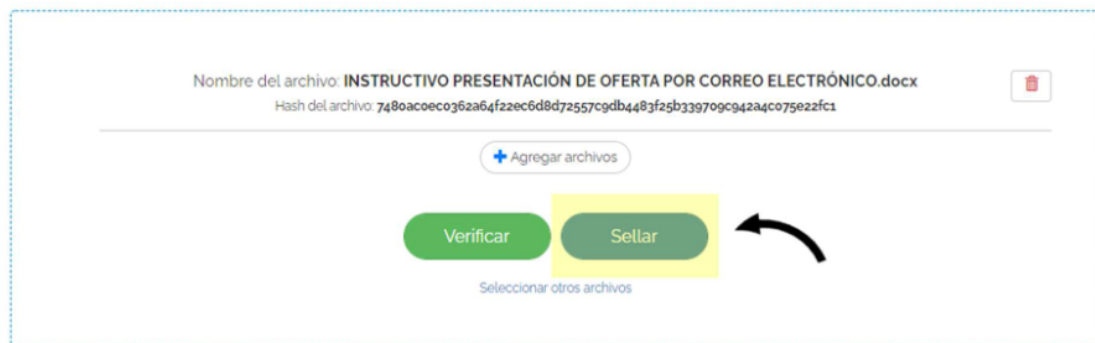 Nombre del archivo: INSTRUCTIVO PRESENTACIÓN DE OFERTA POR CORREO ELECTRÓNICO.docx
Hash del archivo: 7480ac0ec0362a64f22ec6d8d72557c9db4483f25b339709c942a4c075e22fc1
Agregar archivos
Verificar
Sellar
Seleccionar otros archivos